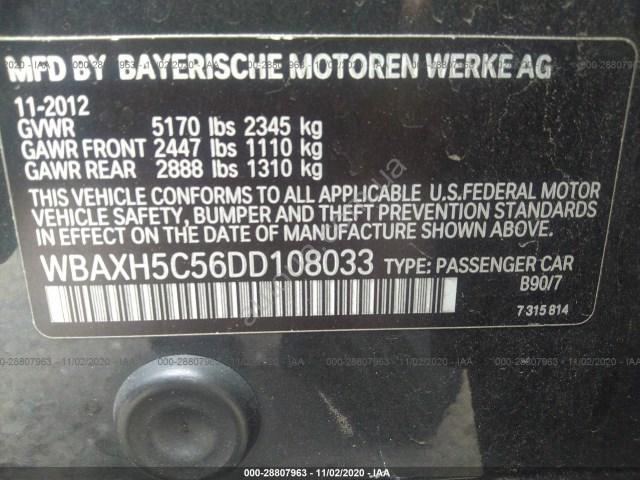 MFD BY BAYERISCHE MOTOREN WERKE AG
11-2012
GVWR 5170 lbs 2345 kg
GAWR FRONT 2447 lbs 1110 kg
GAWR REAR 2888 lbs 1310 kg
THIS VEHICLE CONFORMS TO ALL APPLICABLE U.S.FEDERAL MOTOR
VEHICLE SAFETY, BUMPER AND THEFT PREVENTION STANDARDS
IN EFFECT ON THE DATE OF MANUFACTURE SHOWN ABOVE.
WBAXH5C56DD108033 TYPE: PASSENGER CAR
B90/7
7 315 814
000-28807963 - 11/02/2020 - IAA